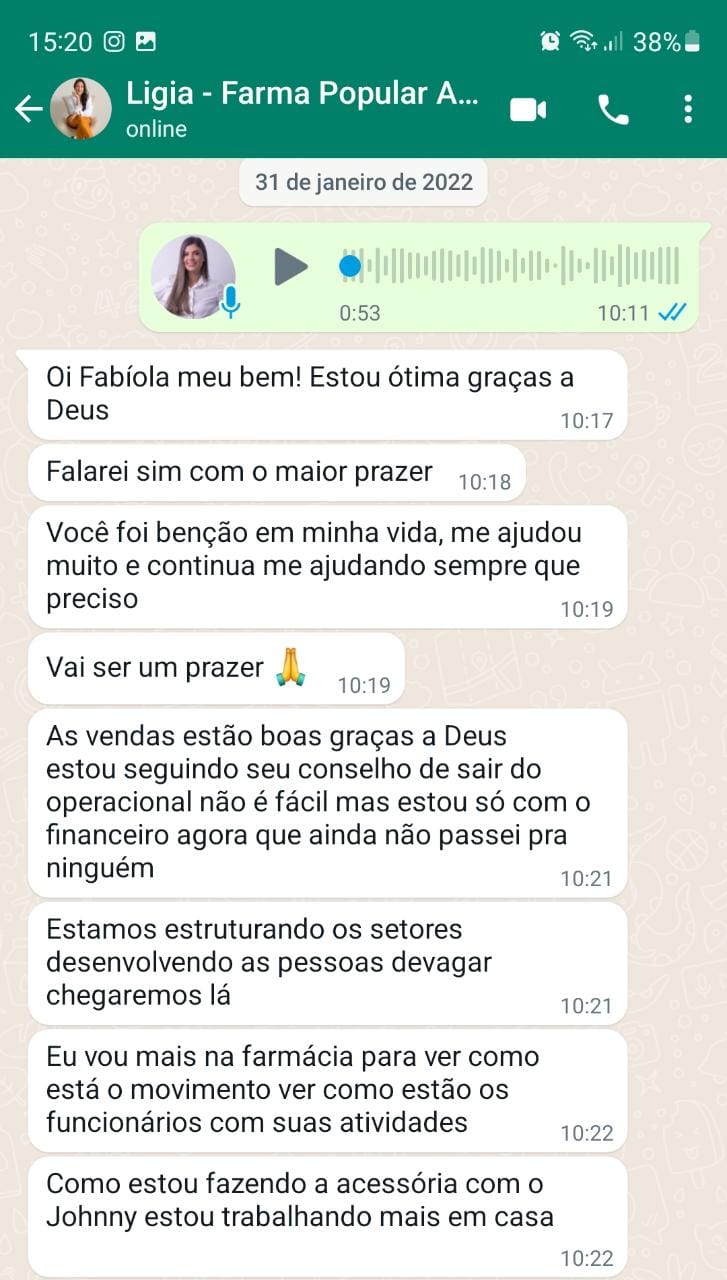 15:20 38%
Ligia - Farma Popular A...
online
31 de janeiro de 2022
0:53 10:11
Oi Fabíola meu bem! Estou ótima graças a
Deus
10:17
Falarei sim com o maior prazer 10:18
Você foi benção em minha vida, me ajudou
muito e continua me ajudando sempre que
preciso
10:19
Vai ser um prazer 🙏 10:19
As vendas estão boas graças a Deus
estou seguindo seu conselho de sair do
operacional não é fácil mas estou só com o
financeiro agora que ainda não passei pra
ninguém
10:21
Estamos estruturando os setores
desenvolvendo as pessoas devagar
chegaremos lá
10:21
Eu vou mais na farmácia para ver como
está o movimento ver como estão os
funcionários com suas atividades
10:22
Como estou fazendo a acessória com o
Johnny estou trabalhando mais em casa
10:22